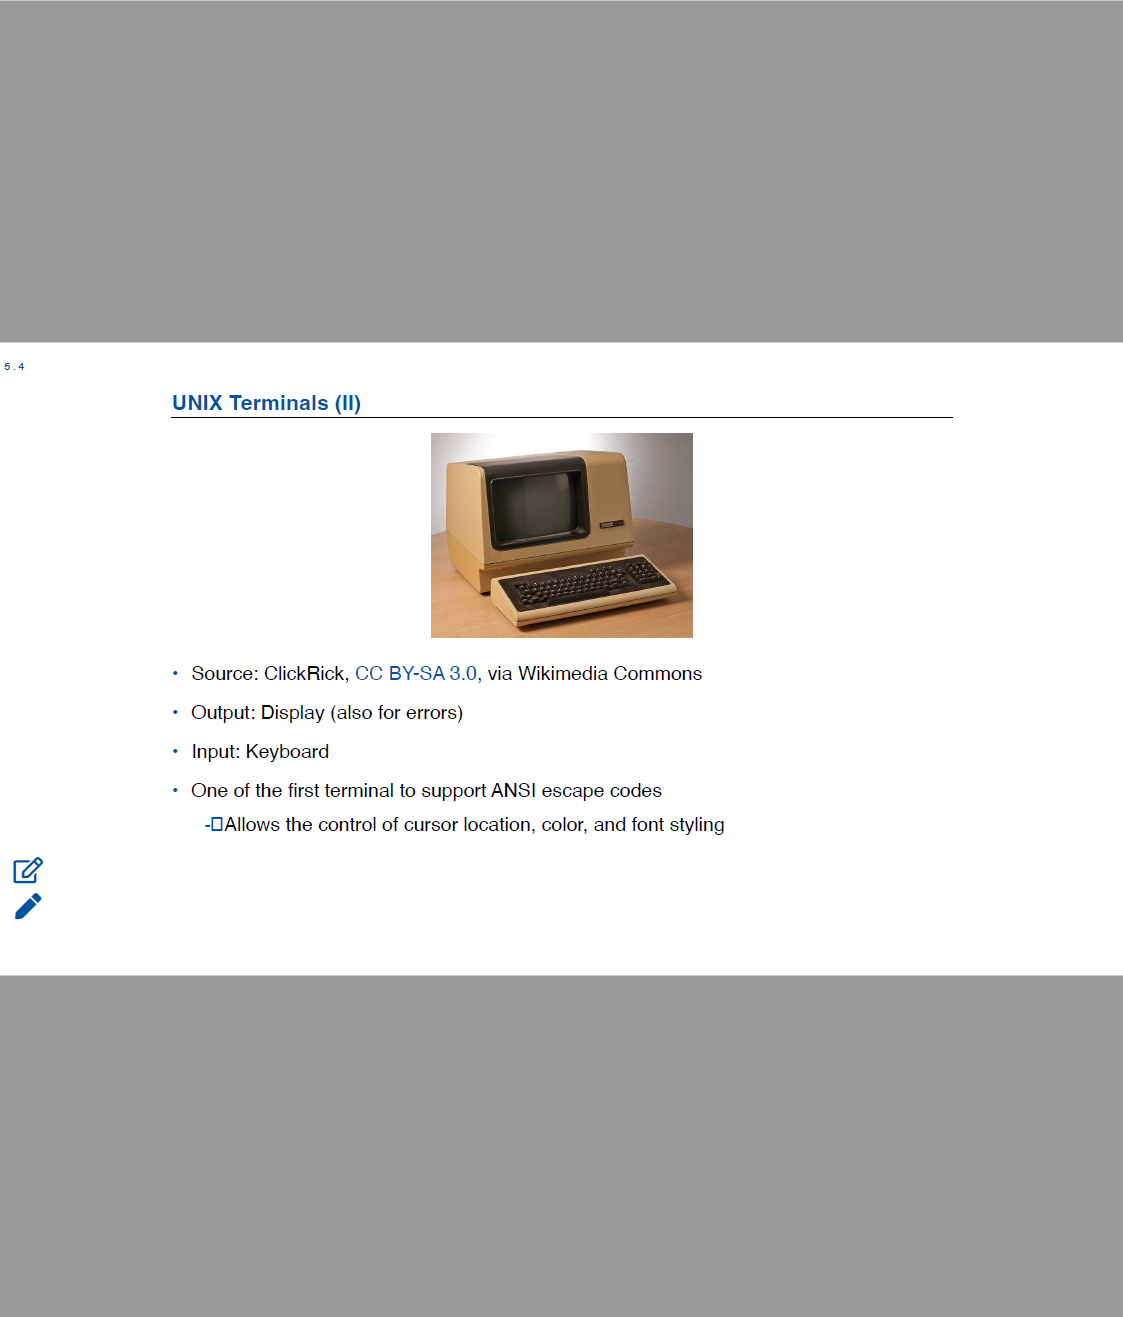 5.4
UNIX Terminals (II)
• Source: ClickRick, CC BY-SA 3.0, via Wikimedia Commons
• Output: Display (also for errors)
• Input: Keyboard
• One of the first terminal to support ANSI escape codes
-□Allows the control of cursor location, color, and font styling